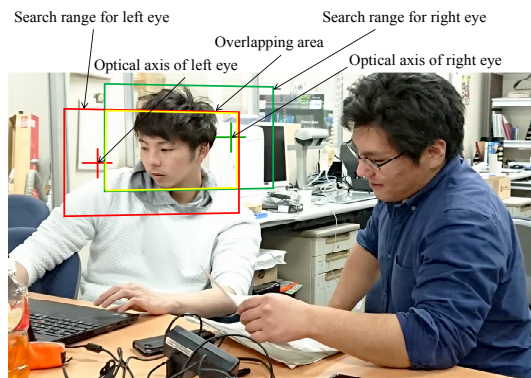 Search range for left eye
Search range for right eye
Overlapping area
Optical axis of left eye
Optical axis of right eye